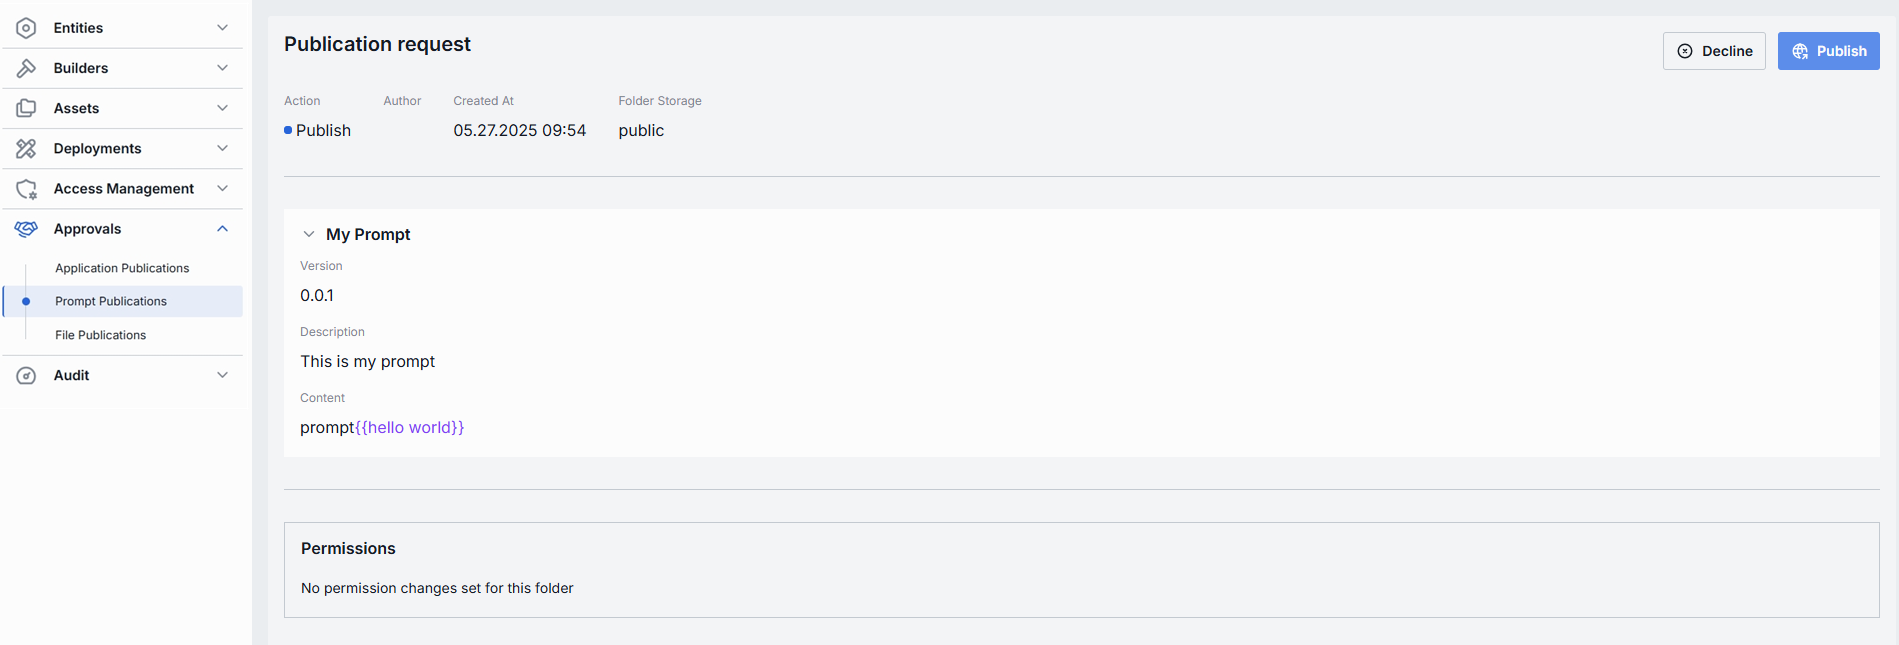 Entities
Builders
Assets
Deployments
Access Management
Approvals
Application Publications
Prompt Publications
File Publications
Audit
Publication request
Decline
Publish
Action Author Created At Folder Storage
Publish 05.27.2025 09:54 public
My Prompt
Version
0.0.1
Description
This is my prompt
Content
prompt{{hello world}}
Permissions
No permission changes set for this folder